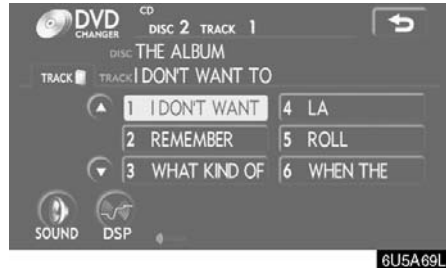 DVD CHANGER
CD
DISC 2 TRACK 1
DISC THE ALBUM
TRACK TRACK I DON'T WANT TO
1 I DON'T WANT 4 LA
2 REMEMBER 5 ROLL
3 WHAT KIND OF 6 WHEN THE
SOUND DSP
6U5A69L